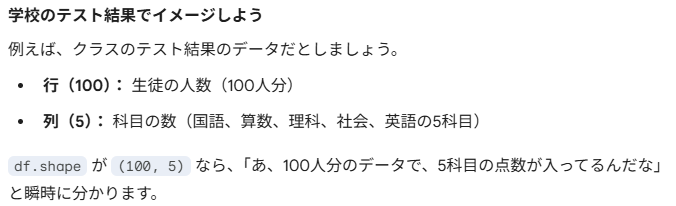 学校のテスト結果でイメージしよう
例えば、クラスのテスト結果のデータだとしましょう。
• 行（100）： 生徒の人数（100人分）
• 列（5）： 科目の数（国語、算数、理科、社会、英語の5科目）
df.shape が (100, 5) なら、「あ、100人分のデータで、5科目の点数が入ってるんだな」
と瞬時に分かります。